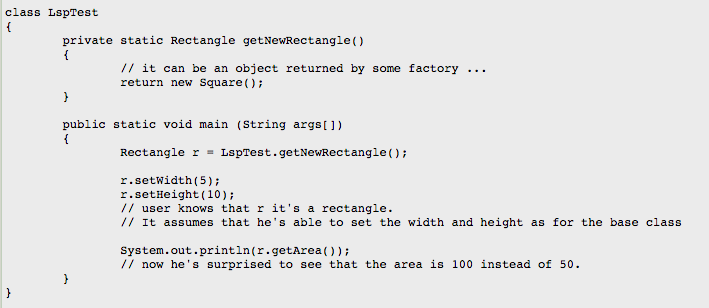 class LspTest
{
private static Rectangle getNewRectangle()
{
// it can be an object returned by some factory ...
return new Square();
}
public static void main (String args[])
{
Rectangle r = LspTest.getNewRectangle();
r.setWidth(5);
r.setHeight(10);
// user knows that r it's a rectangle.
// It assumes that he's able to set the width and height as for the base class
System.out.println(r.getArea());
// now he's surprised to see that the area is 100 instead of 50.
}
}